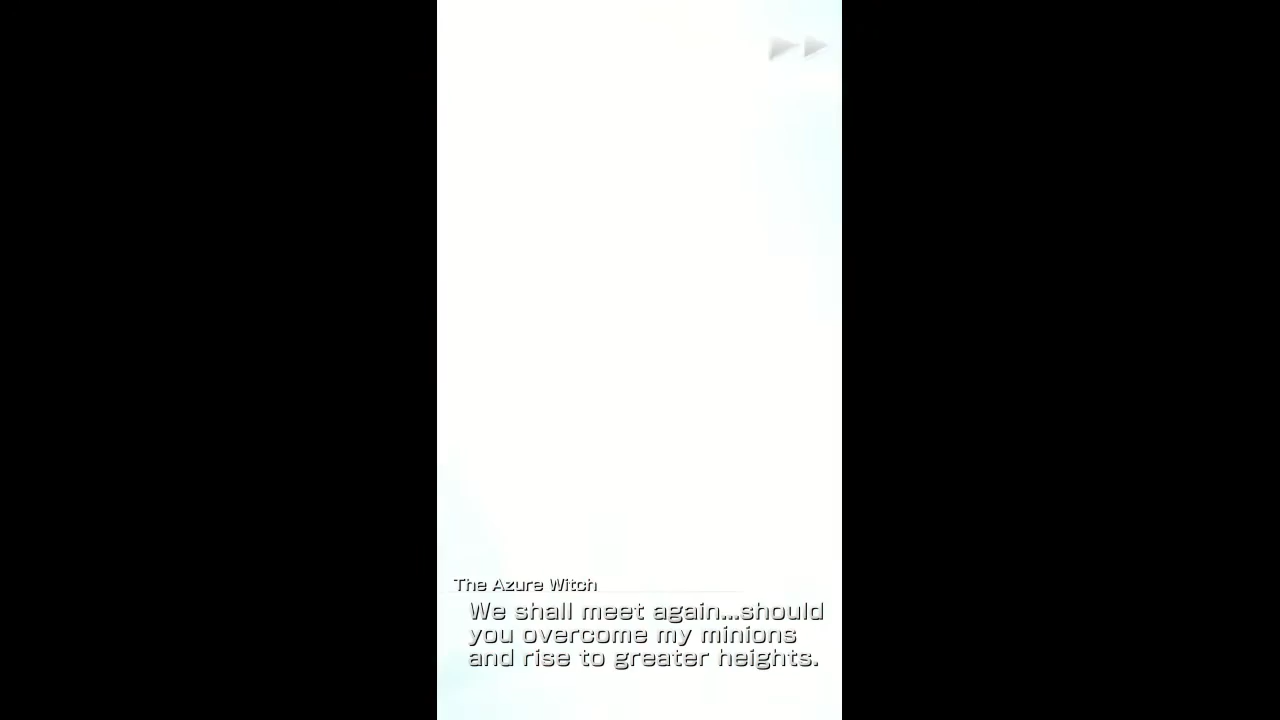 The Azure Witch
We shall meet again...should
you overcome my minions
and rise to greater heights.